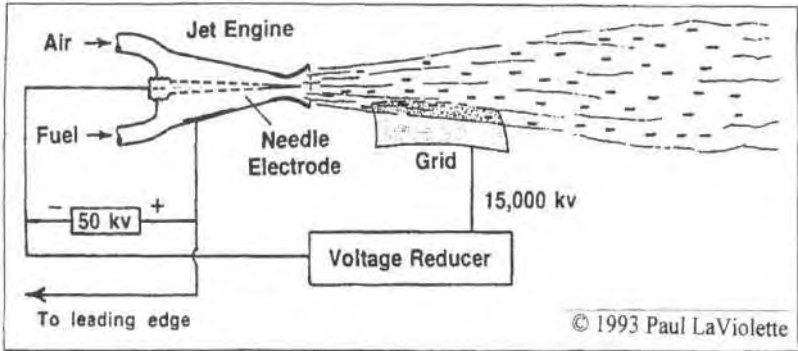 Jet Engine
Air
Fuel
Needle
Electrode
Grid
15,000 kv
− 50 kv +
Voltage Reducer
To leading edge
© 1993 Paul LaViolette